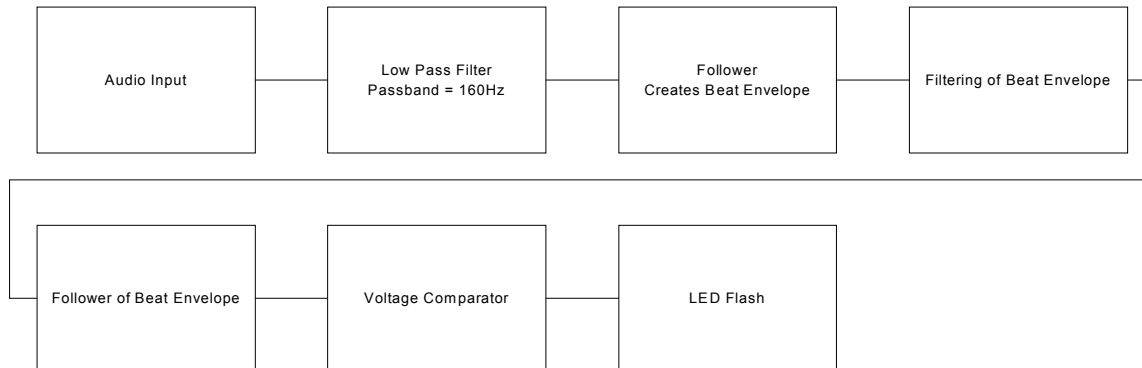 Audio Input
Low Pass Filter
Passband = 160Hz
Follower
Creates Beat Envelope
Filtering of Beat Envelope
Follower of Beat Envelope
Voltage Comparator
LED Flash